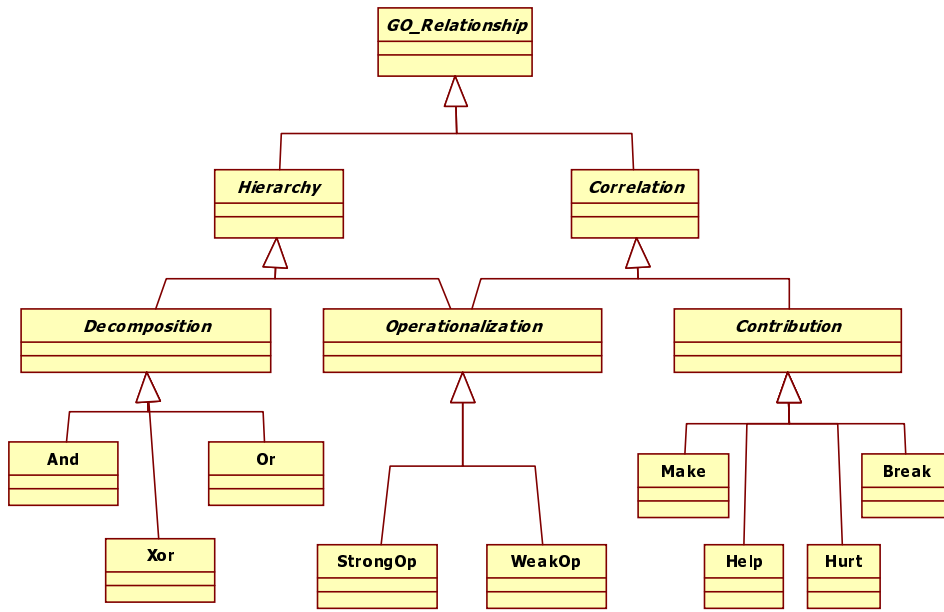 GO_Relationship
Hierarchy
Correlation
Decomposition
Operationalization
Contribution
And
Or
Make
Break
Xor
StrongOp
WeakOp
Help
Hurt